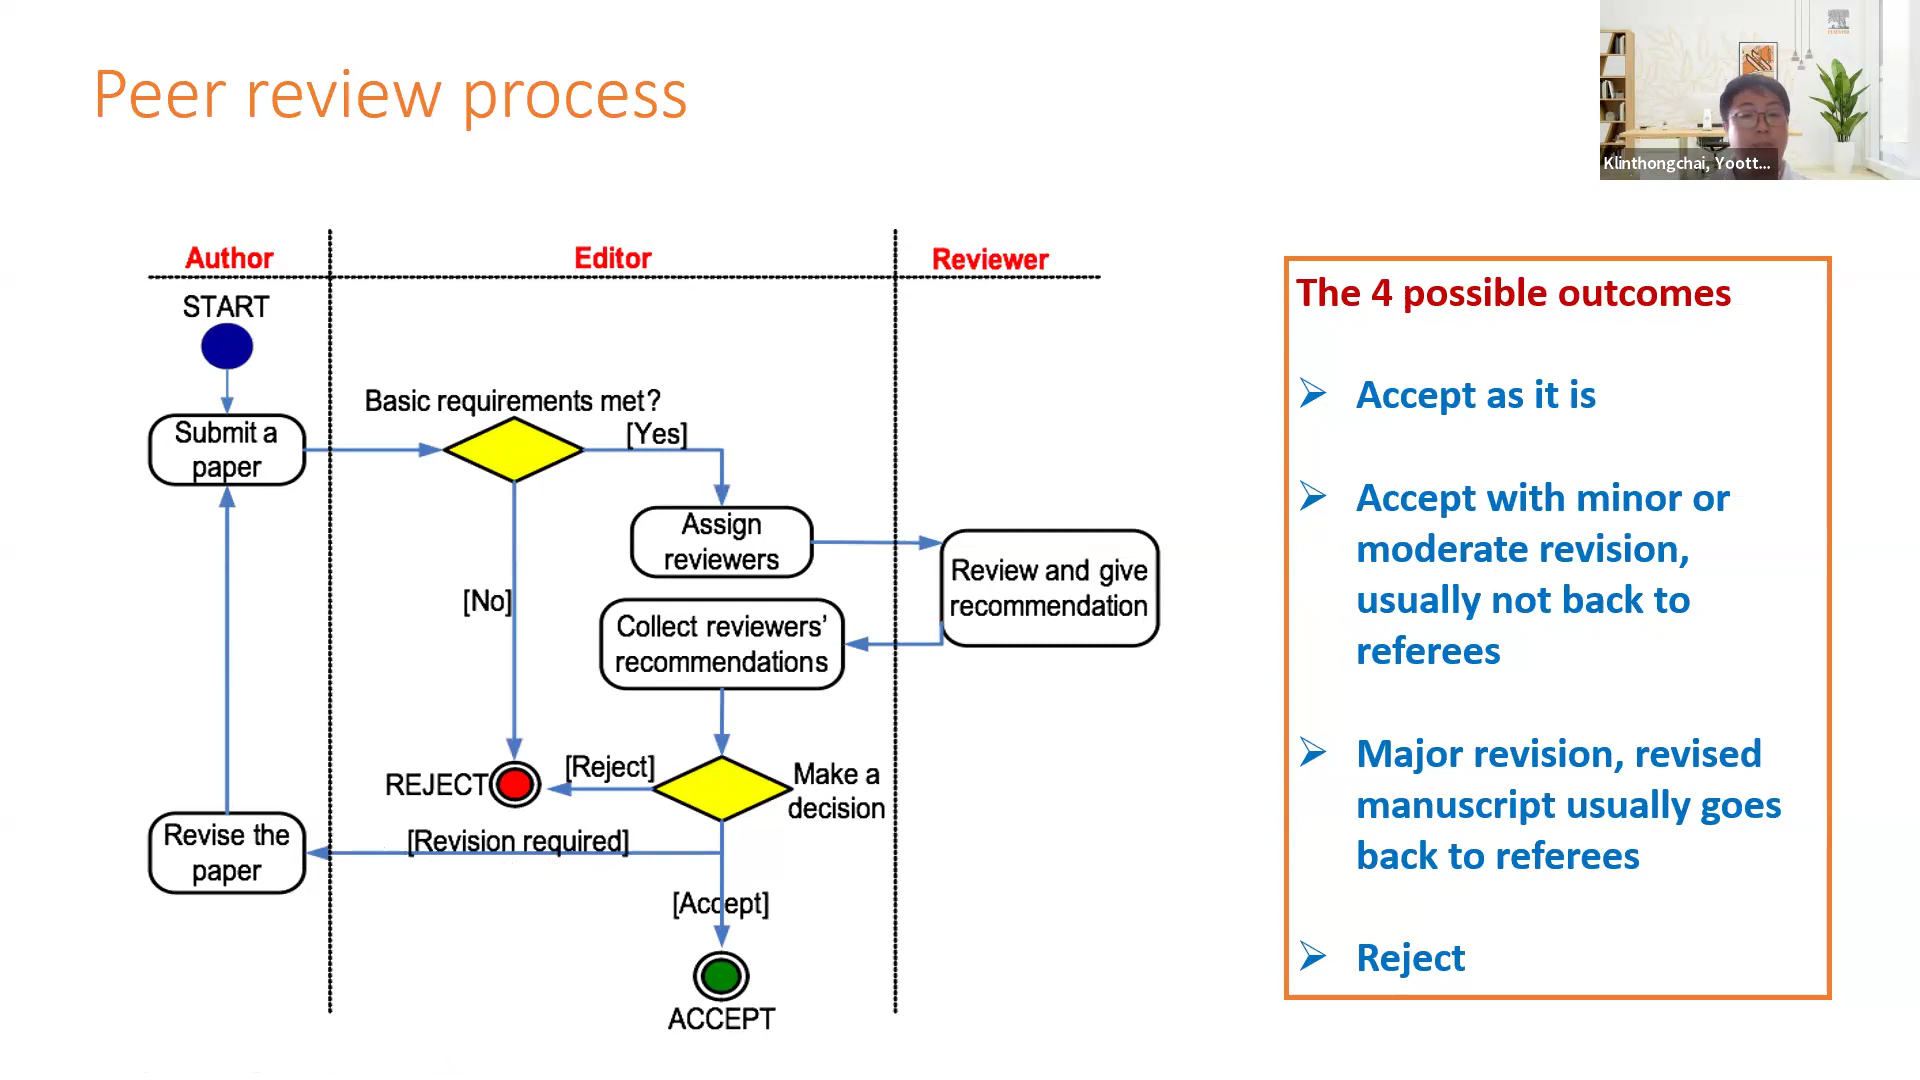 Peer review process
Klinthongchai, Yoott...
Author
Editor
Reviewer
START
Basic requirements met?
[Yes]
Submit a
paper
Assign
reviewers
Review and give
recommendation
[No]
Collect reviewers’
recommendations
REJECT
[Reject]
Make a
decision
Revise the
paper
[Revision required]
[Accept]
ACCEPT
The 4 possible outcomes
Accept as it is
Accept with minor or
moderate revision,
usually not back to
referees
Major revision, revised
manuscript usually goes
back to referees
Reject